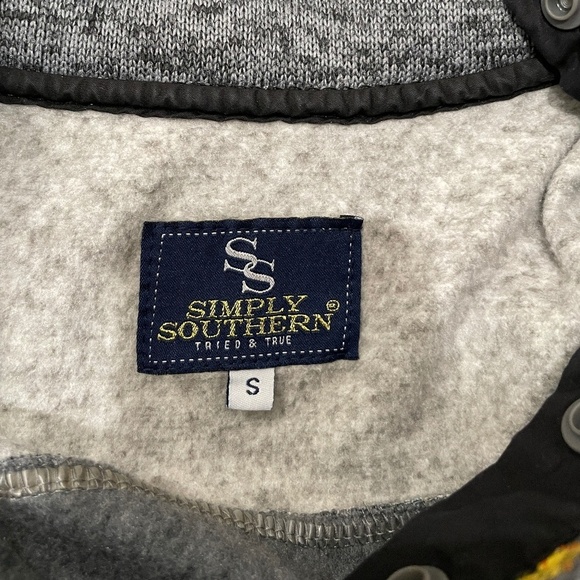 SS
SIMPLY
SOUTHERN®
TRIED & TRUE
S